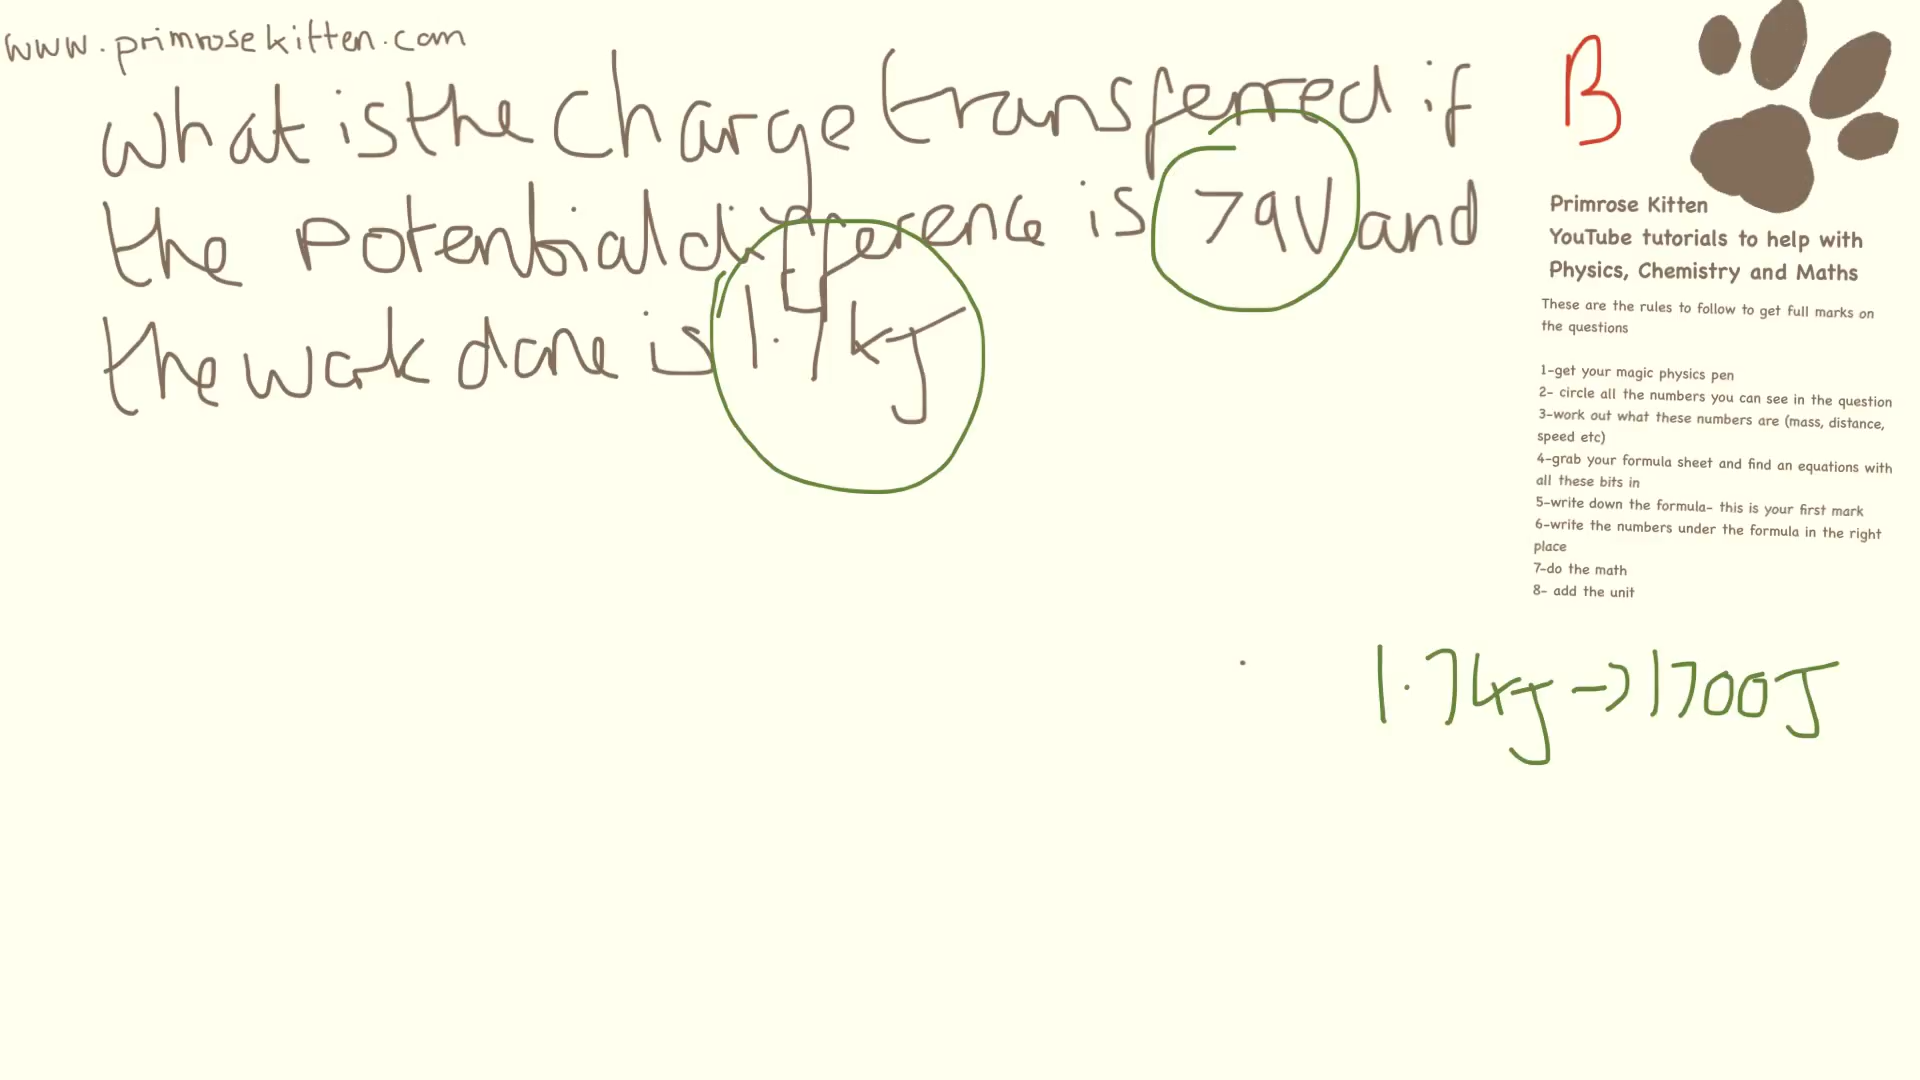 www.primrosekitten.com
what is the charge transferred if
the potential difference is 79V and
the work done is 1.7kJ
B
Primrose Kitten
YouTube tutorials to help with
Physics, Chemistry and Maths
These are the rules to follow to get full marks on
the questions
1-get your magic physics pen
2- circle all the numbers you can see in the question
3-work out what these numbers are (mass, distance,
speed etc)
4-grab your formula sheet and find an equations with
all these bits in
5-write down the formula- this is your first mark
6-write the numbers under the formula in the right
place
7-do the math
8- add the unit
1.7kJ → 1700J